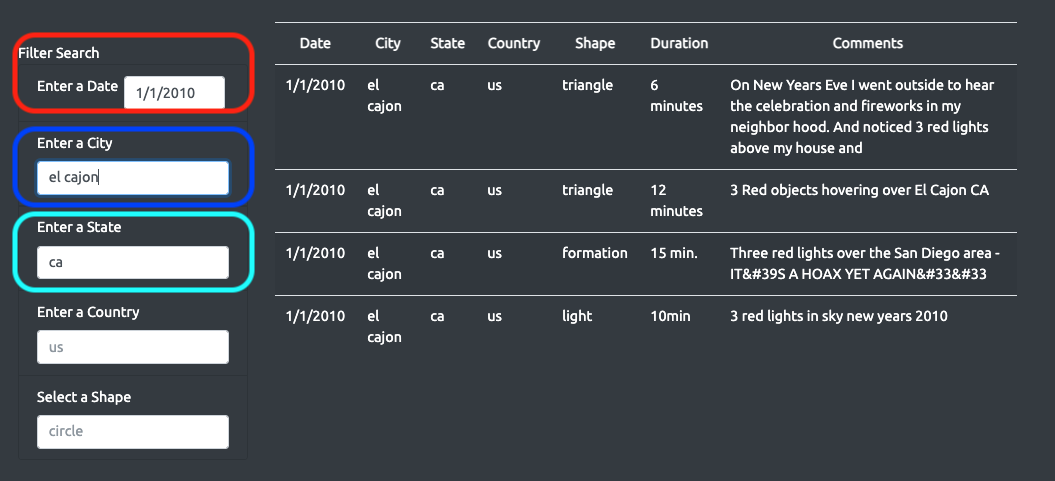 Filter Search
Enter a Date 1/1/2010
Enter a City
el cajon
Enter a State
ca
Enter a Country
us
Select a Shape
circle
Date City State Country Shape Duration Comments
1/1/2010 el ca us triangle 6 On New Years Eve I went outside to hear
cajon minutes the celebration and fireworks in my
neighbor hood. And noticed 3 red lights
above my house and
1/1/2010 el ca us triangle 12 3 Red objects hovering over El Cajon CA
cajon minutes
1/1/2010 el ca us formation 15 min. Three red lights over the San Diego area -
cajon IT&#39S A HOAX YET AGAIN&#33&#33
1/1/2010 el ca us light 10min 3 red lights in sky new years 2010
cajon